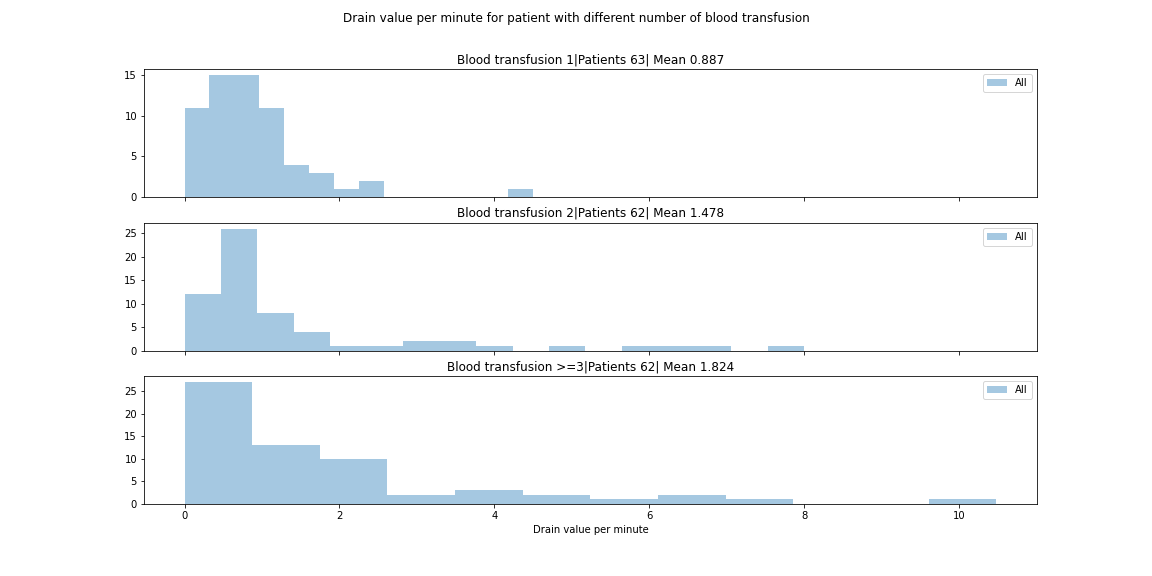 Drain value per minute for patient with different number of blood transfusion
Blood transfusion 1|Patients 63| Mean 0.887
15
10
5
0
All
Blood transfusion 2|Patients 62| Mean 1.478
25
20
15
10
5
0
All
Blood transfusion >=3|Patients 62| Mean 1.824
25
20
15
10
5
0
All
0 2 4 6 8 10
Drain value per minute